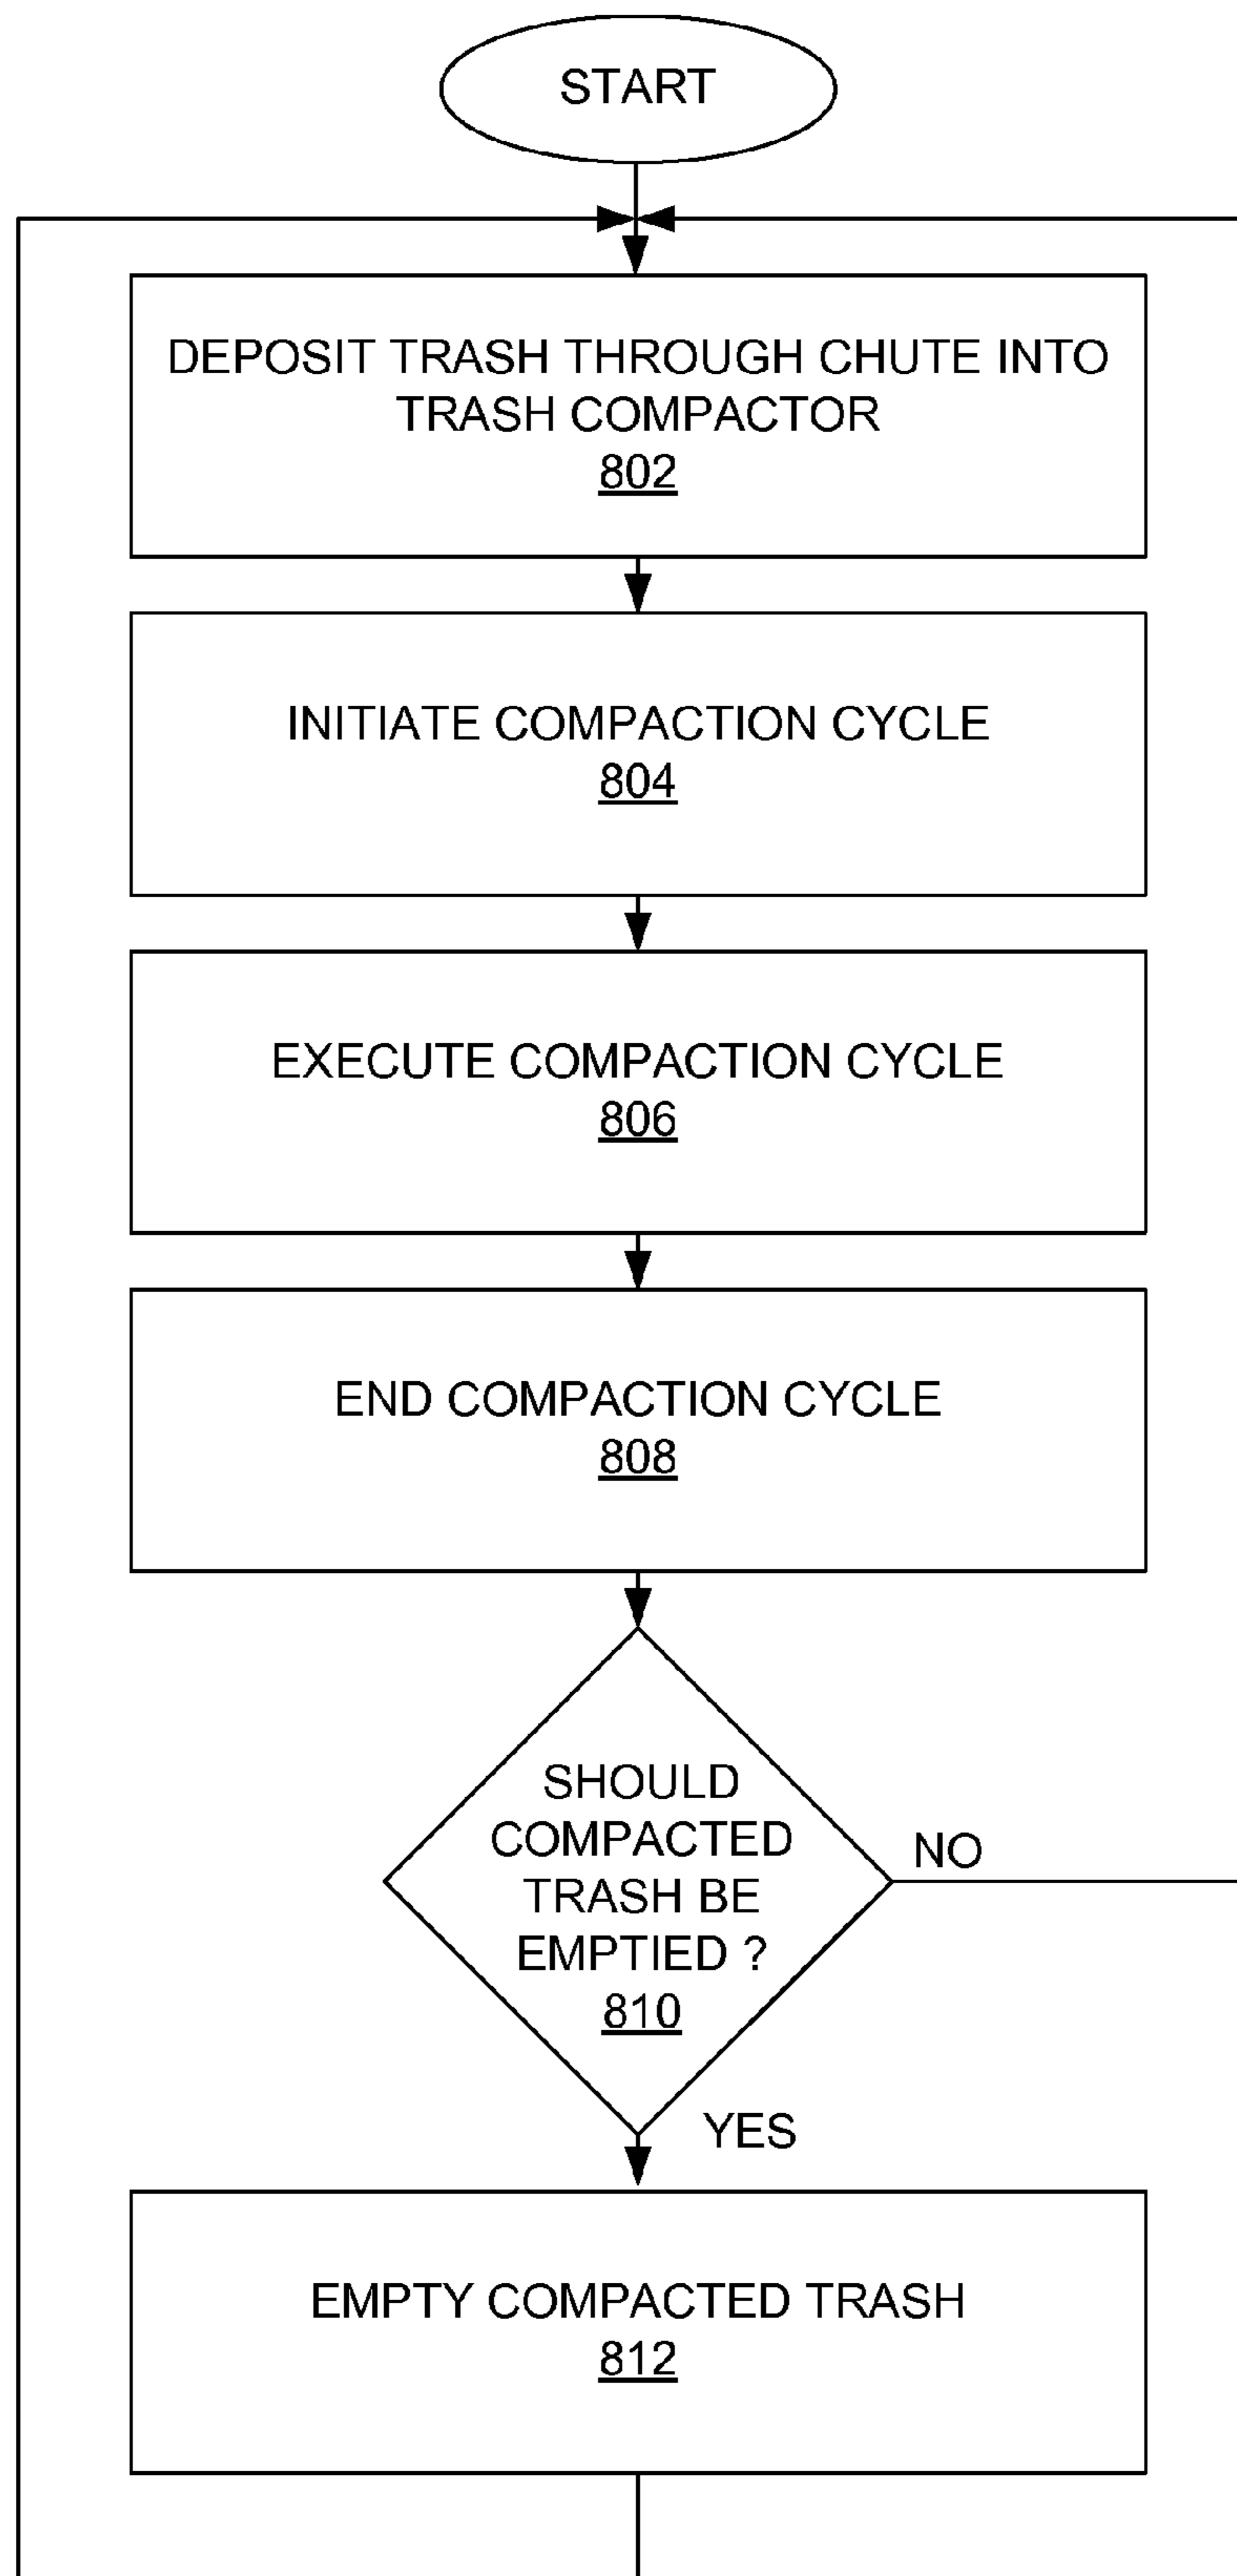 START
DEPOSIT TRASH THROUGH CHUTE INTO
TRASH COMPACTOR
802
INITIATE COMPACTION CYCLE
804
EXECUTE COMPACTION CYCLE
806
END COMPACTION CYCLE
808
SHOULD
COMPACTED
TRASH BE
EMPTIED ?
810
NO
YES
EMPTY COMPACTED TRASH
812